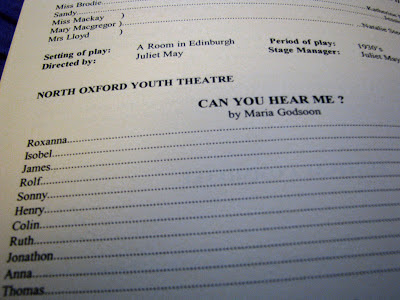 Miss Brodie
Sandy
Miss Mackay )
Mary Macgregor )
Mrs Lloyd )
Natalie
Setting of play: A Room in Edinburgh Period of play: 1930's
Directed by: Juliet May Stage Manager: Juliet May
NORTH OXFORD YOUTH THEATRE
CAN YOU HEAR ME ?
by Maria Godsoon
Roxanna
Isobel
James
Rolf
Sonny
Henry
Colin
Ruth
Jonathon
Anna
Thomas